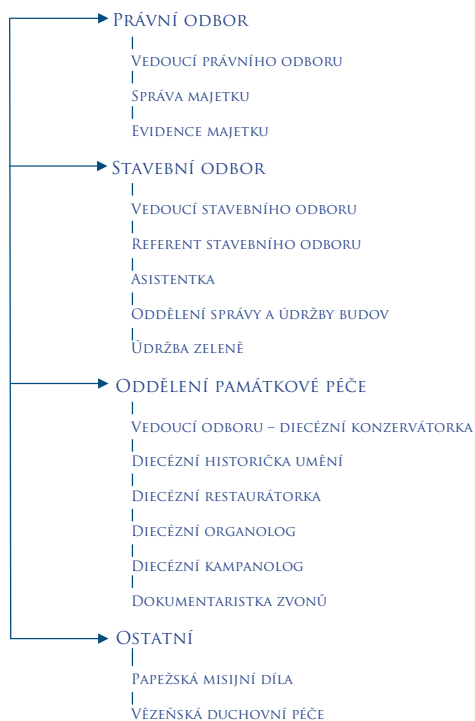 Právní odbor
Vedoucí právního odboru
Správa majetku
Evidence majetku
Stavební odbor
Vedoucí stavebního odboru
Referent stavebního odboru
Asistentka
Oddělení správy a údržby budov
Údržba zeleně
Oddělení památkové péče
Vedoucí odboru – diecézní konzervátorka
Diecézní historička umění
Diecézní restaurátorka
Diecézní organolog
Diecézní kampanolog
Dokumentaristka zvonů
Ostatní
Papežská misijní díla
Vězeňská duchovní péče